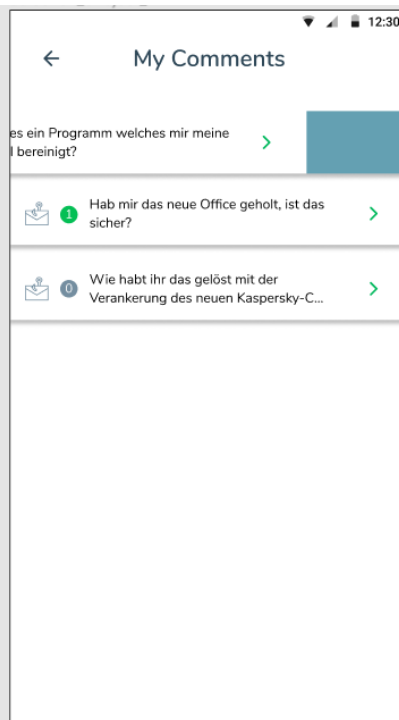 12:30
My Comments
es ein Programm welches mir meine
l bereinigt?
1
Hab mir das neue Office geholt, ist das
sicher?
0
Wie habt ihr das gelöst mit der
Verankerung des neuen Kaspersky-C...